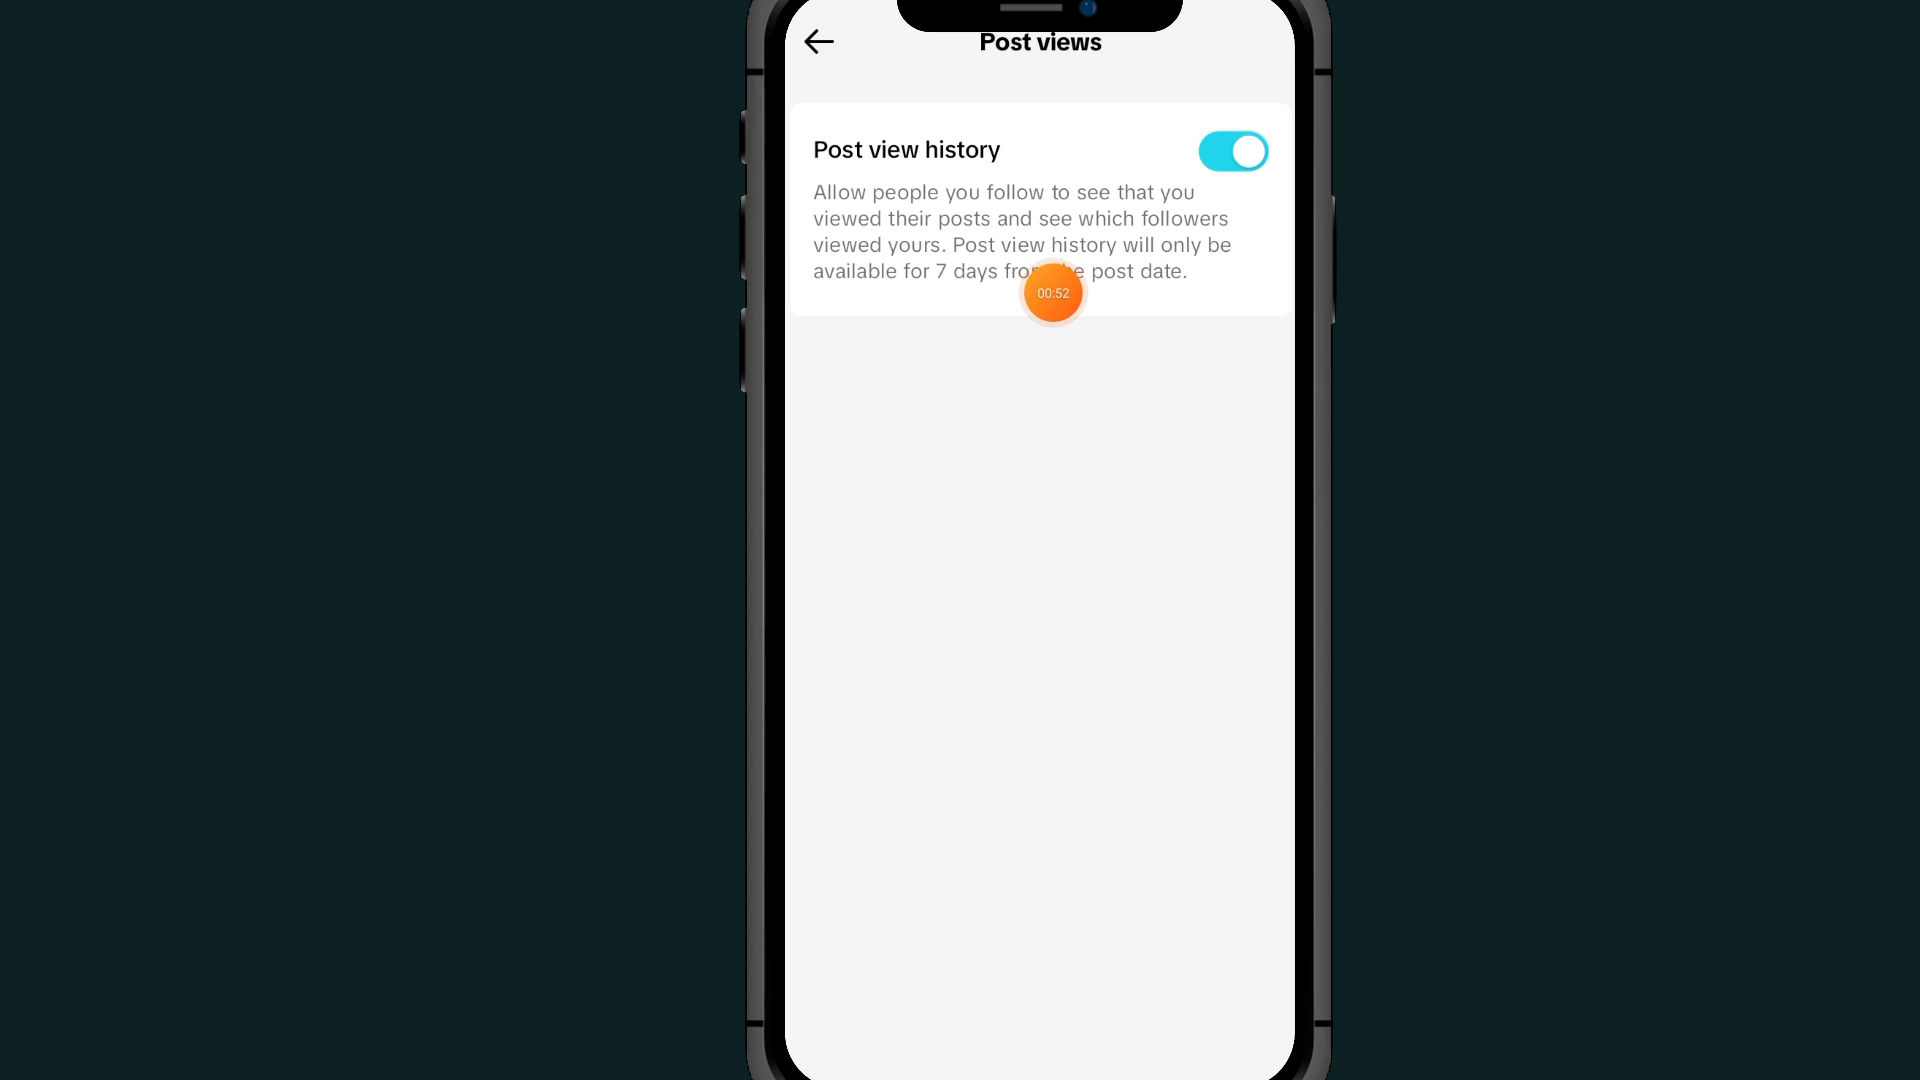 Post views
Post view history
Allow people you follow to see that you
viewed their posts and see which followers
viewed yours. Post view history will only be
available for 7 days post date.
00:52